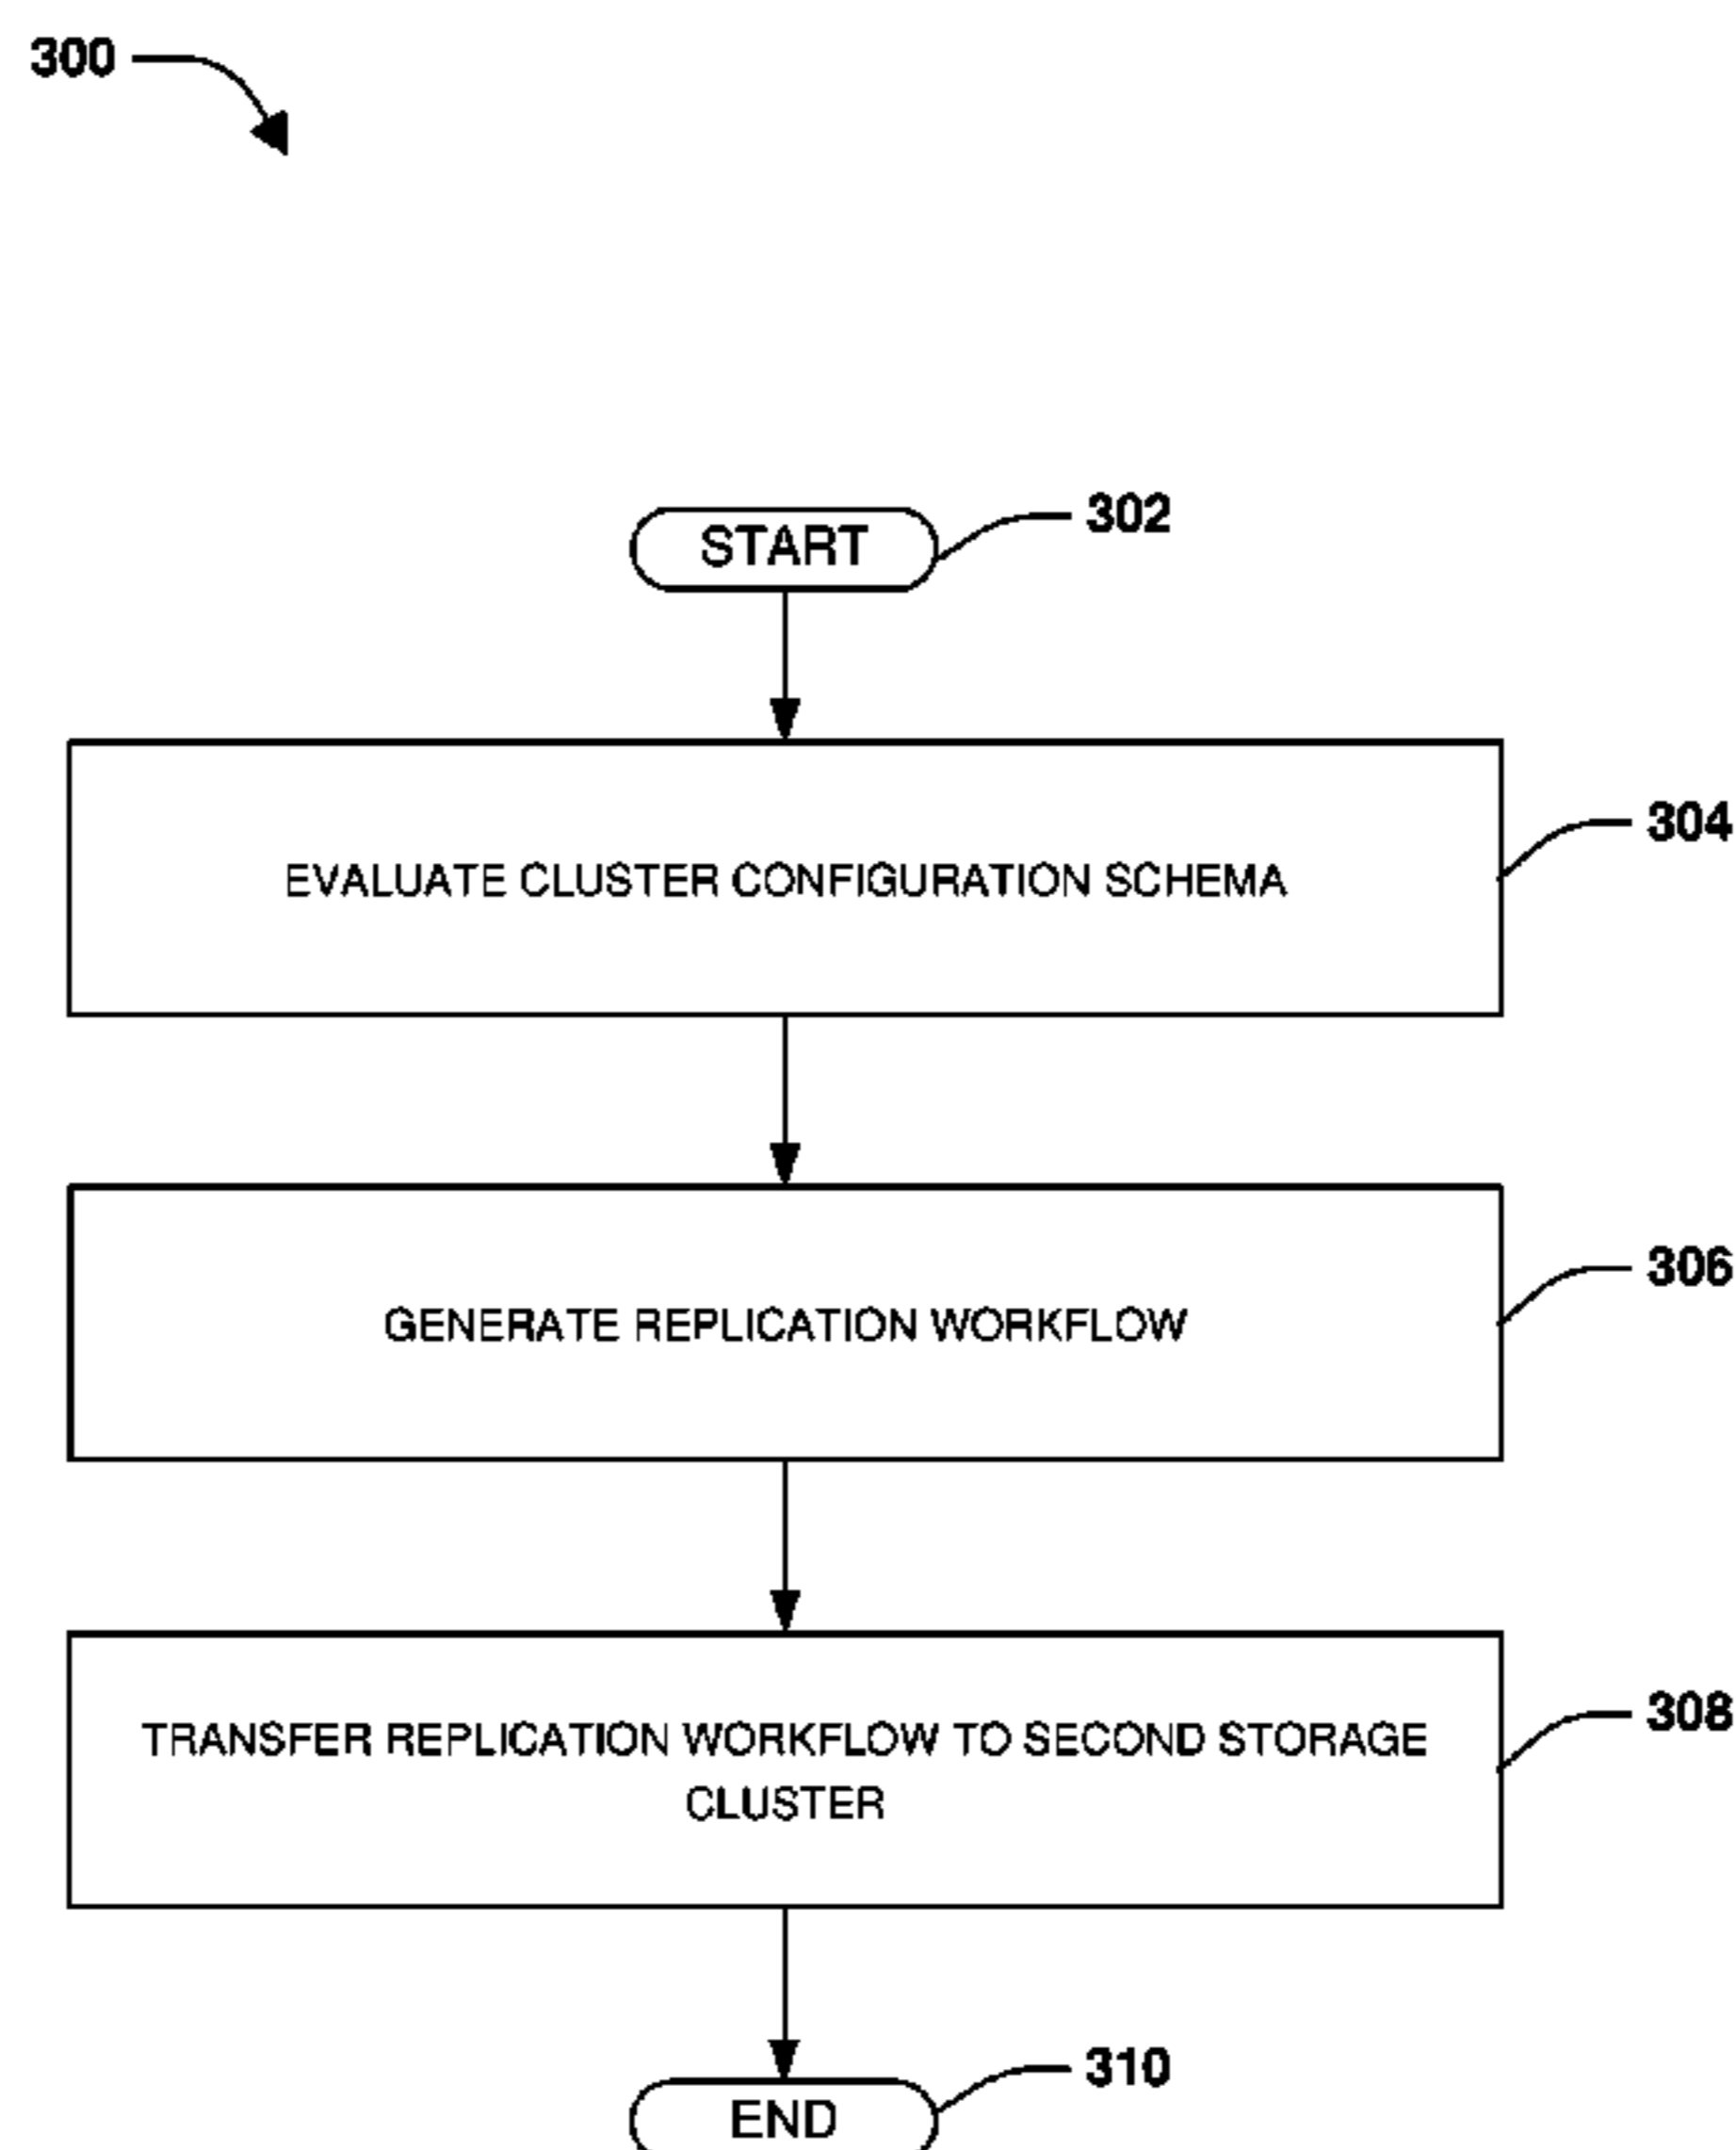 300
START
302
304
EVALUATE CLUSTER CONFIGURATION SCHEMA
306
GENERATE REPLICATION WORKFLOW
308
TRANSFER REPLICATION WORKFLOW TO SECOND STORAGE
CLUSTER
310
END